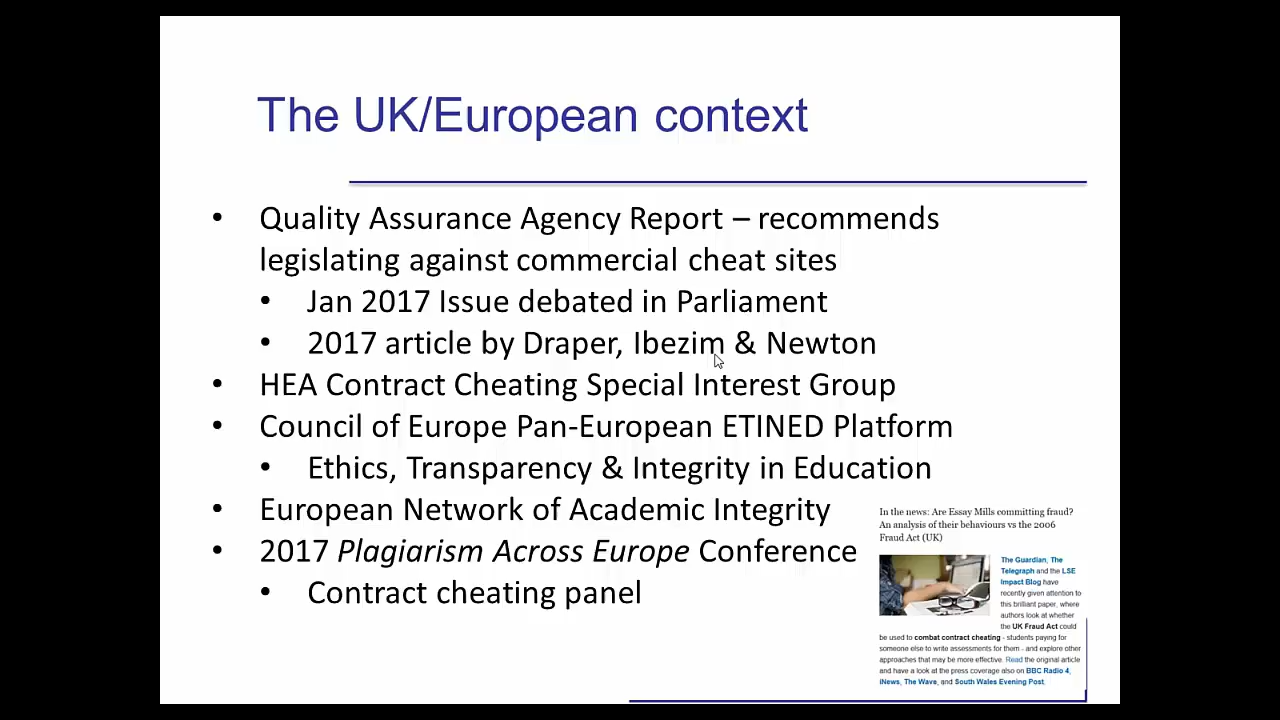 The UK/European context
• Quality Assurance Agency Report – recommends
legislating against commercial cheat sites
• Jan 2017 Issue debated in Parliament
• 2017 article by Draper, Ibezim & Newton
• HEA Contract Cheating Special Interest Group
• Council of Europe Pan-European ETINED Platform
• Ethics, Transparency & Integrity in Education
• European Network of Academic Integrity
• 2017 Plagiarism Across Europe Conference
• Contract cheating panel
In the news: Are Essay Mills committing fraud?
An analysis of their behaviours vs the 2006
Fraud Act (UK)
The Guardian, The
Telegraph and the LSE
Impact Blog have
recently given attention to
this brilliant paper, where
authors look at whether
the UK Fraud Act could
be used to combat contract cheating - students paying for
someone else to write assessments for them - and explore other
approaches that may be more effective. Read the original article
and have a look at the press coverage also on BBC Radio 4,
iNews, The Wave, and South Wales Evening Post.